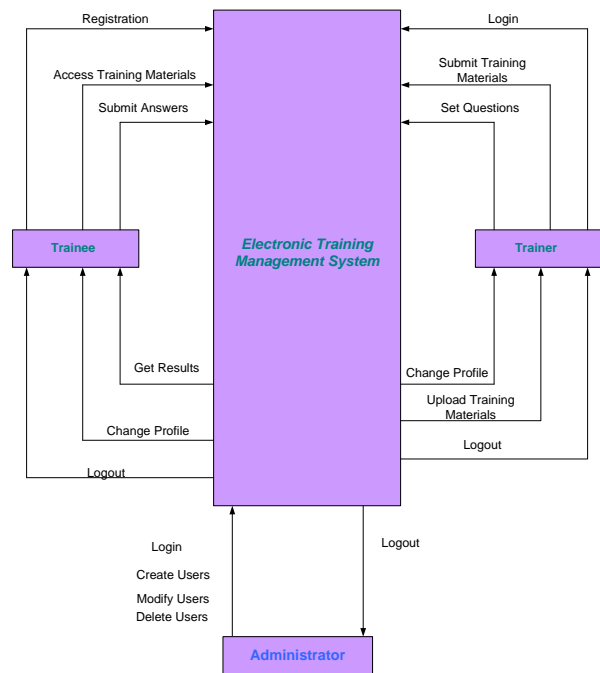 Registration
Login
Access Training Materials
Submit Training
Materials
Submit Answers
Set Questions
Trainee
Electronic Training
Management System
Trainer
Get Results
Change Profile
Upload Training
Materials
Change Profile
Logout
Logout
Login
Logout
Create Users
Modify Users
Delete Users
Administrator